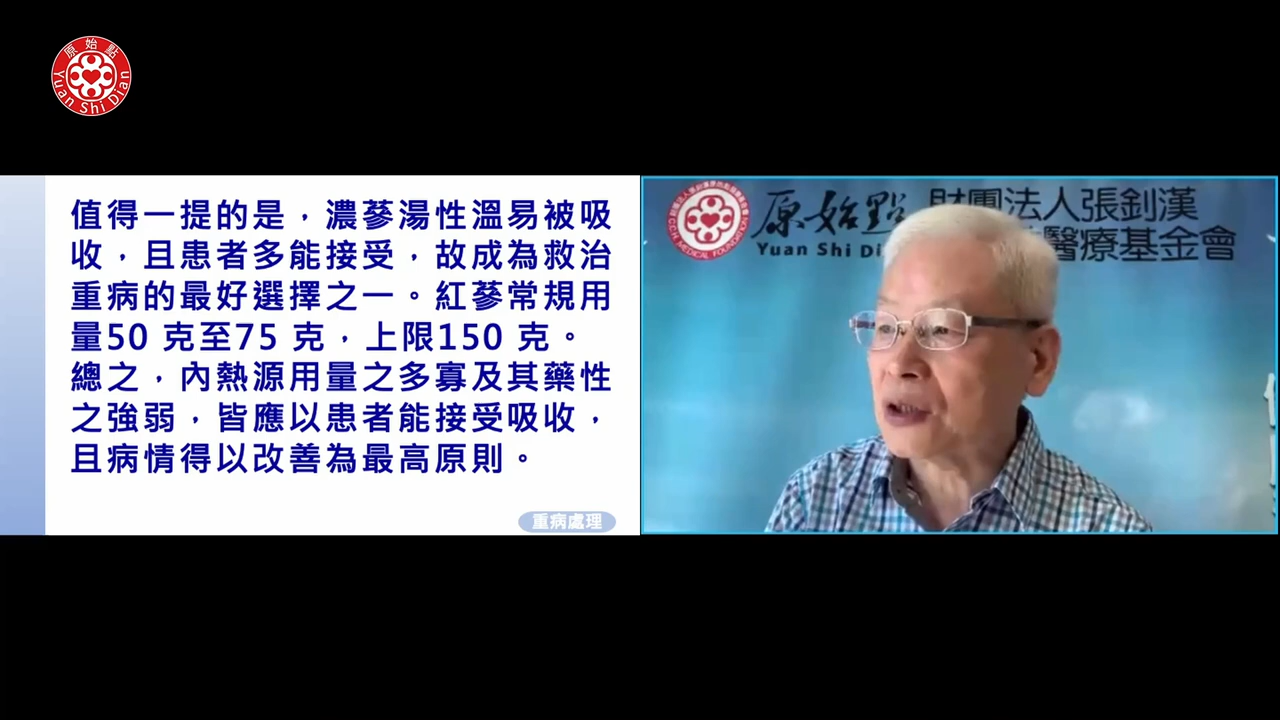 原始點
Yuan Shi Dian
值得一提的是，濃蔘湯性溫易被吸
收，且患者多能接受，故成為救治
重病的最好選擇之一。紅蔘常規用
量50 克至75 克，上限150 克。
總之，內熱源用量之多寡及其藥性
之強弱，皆應以患者能接受吸收，
且病情得以改善為最高原則。
重病處理
原始點
Yuan Shi Di
財團法人張釗漢
醫療基金會